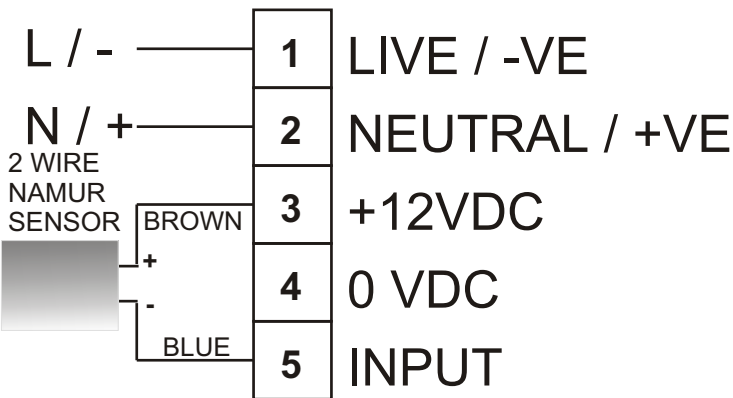 L / - 1 LIVE / -VE
N / + 2 NEUTRAL / +VE
2 WIRE
NAMUR
SENSOR BROWN 3 +12VDC
+
4 0 VDC
-
BLUE 5 INPUT